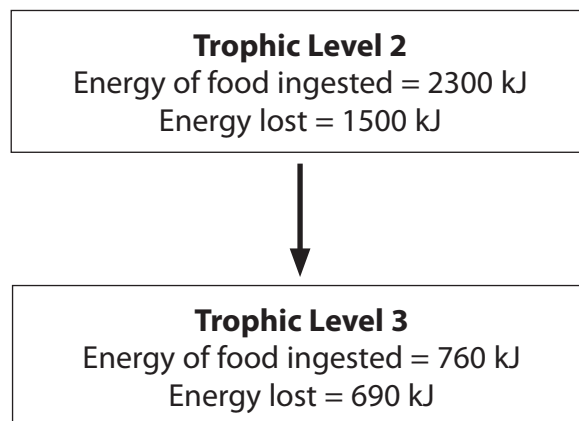 Trophic Level 2
Energy of food ingested = 2300 kJ
Energy lost = 1500 kJ
Trophic Level 3
Energy of food ingested = 760 kJ
Energy lost = 690 kJ